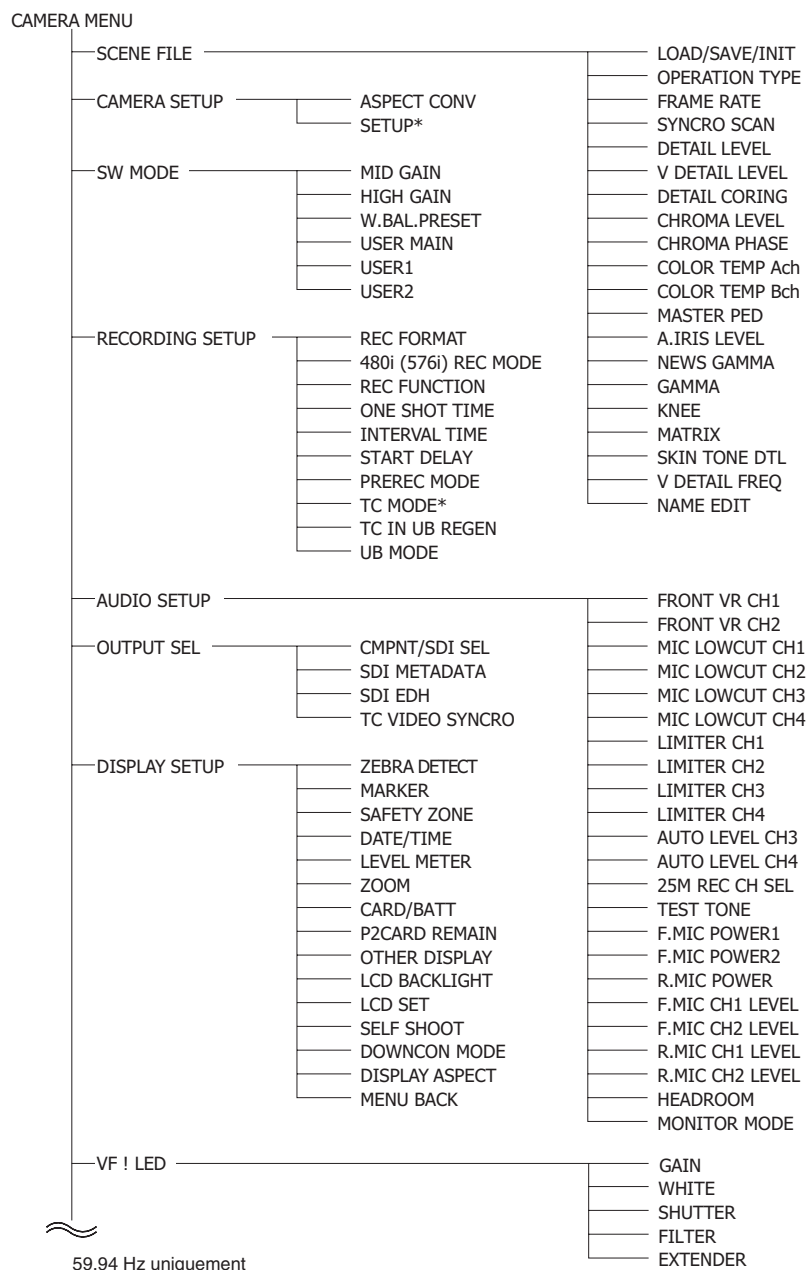 CAMERA MENU
SCENE FILE
LOAD/SAVE/INIT
OPERATION TYPE
FRAME RATE
SYNCRO SCAN
DETAIL LEVEL
V DETAIL LEVEL
DETAIL CORING
CHROMA LEVEL
CHROMA PHASE
COLOR TEMP Ach
COLOR TEMP Bch
MASTER PED
A.IRIS LEVEL
NEWS GAMMA
GAMMA
KNEE
MATRIX
SKIN TONE DTL
V DETAIL FREQ
NAME EDIT
CAMERA SETUP
ASPECT CONV
SETUP*
SW MODE
MID GAIN
HIGH GAIN
W.BAL.PRESET
USER MAIN
USER1
USER2
RECORDING SETUP
REC FORMAT
480i (576i) REC MODE
REC FUNCTION
ONE SHOT TIME
INTERVAL TIME
START DELAY
PREREC MODE
TC MODE*
TC IN UB REGEN
UB MODE
AUDIO SETUP
FRONT VR CH1
FRONT VR CH2
MIC LOWCUT CH1
MIC LOWCUT CH2
MIC LOWCUT CH3
MIC LOWCUT CH4
LIMITER CH1
LIMITER CH2
LIMITER CH3
LIMITER CH4
AUTO LEVEL CH3
AUTO LEVEL CH4
25M REC CH SEL
TEST TONE
F.MIC POWER1
F.MIC POWER2
R.MIC POWER
F.MIC CH1 LEVEL
F.MIC CH2 LEVEL
R.MIC CH1 LEVEL
R.MIC CH2 LEVEL
HEADROOM
MONITOR MODE
OUTPUT SEL
CMPNT/SDI SEL
SDI METADATA
SDI EDH
TC VIDEO SYNCRO
DISPLAY SETUP
ZEBRA DETECT
MARKER
SAFETY ZONE
DATE/TIME
LEVEL METER
ZOOM
CARD/BATT
P2CARD REMAIN
OTHER DISPLAY
LCD BACKLIGHT
LCD SET
SELF SHOOT
DOWNCON MODE
DISPLAY ASPECT
MENU BACK
VF ! LED
GAIN
WHITE
SHUTTER
FILTER
EXTENDER
59.94 Hz uniquement